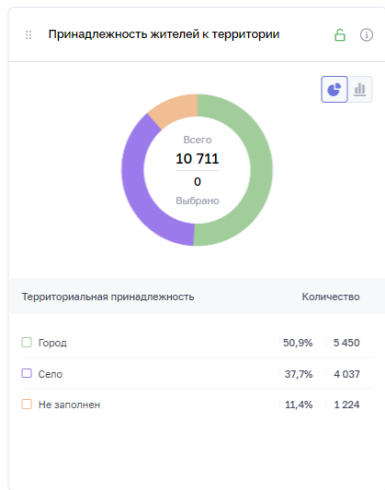 Принадлежность жителей к территории
Всего
10 711
0
Выбрано
Территориальная принадлежность Количество
Город 50,9% 5 450
Село 37,7% 4 037
Не заполнен 11,4% 1 224